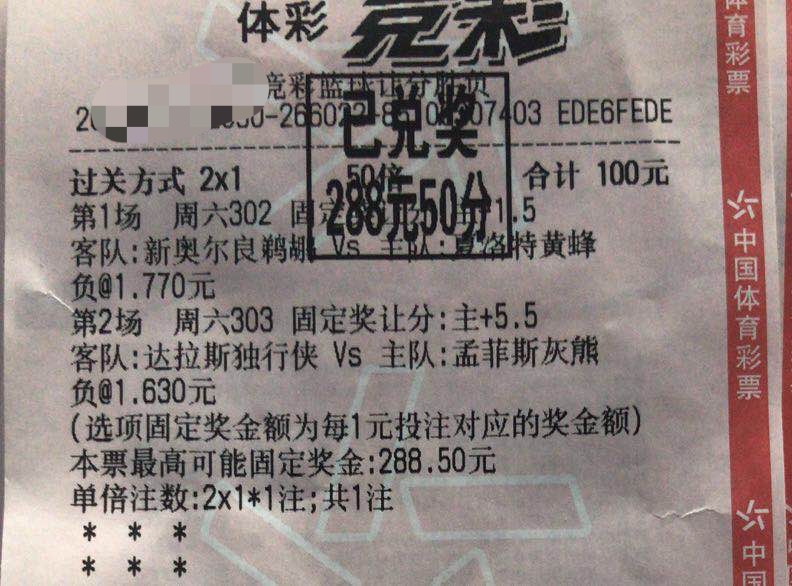 体彩 竞彩
竞彩篮球让分胜负
-266022- 07403 EDE6FEDE
已兑奖
288元50分
过关方式 2x1 50倍 合计 100元
第1场 周六302 固定 主 1.5
客队:新奥尔良鹈鹕 Vs 主队:夏洛特黄蜂
负@1.770元
第2场 周六303 固定奖让分:主+5.5
客队:达拉斯独行侠 Vs 主队:孟菲斯灰熊
负@1.630元
(选项固定奖金额为每1元投注对应的奖金额)
本票最高可能固定奖金:288.50元
单倍注数:2x1*1注;共1注
* * *
* * *
体育彩票
中国体育彩票
中国